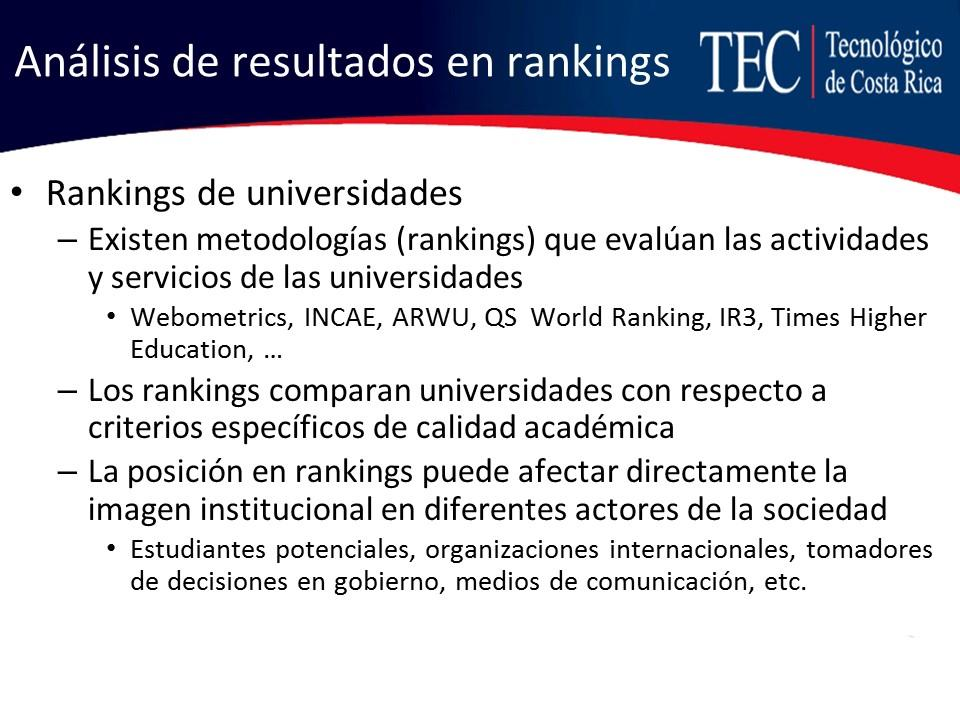 Análisis de resultados en rankings
TEC | Tecnológico
de Costa Rica
• Rankings de universidades
– Existen metodologías (rankings) que evalúan las actividades
y servicios de las universidades
• Webometrics, INCAE, ARWU, QS World Ranking, IR3, Times Higher
Education, …
– Los rankings comparan universidades con respecto a
criterios específicos de calidad académica
– La posición en rankings puede afectar directamente la
imagen institucional en diferentes actores de la sociedad
• Estudiantes potenciales, organizaciones internacionales, tomadores
de decisiones en gobierno, medios de comunicación, etc.